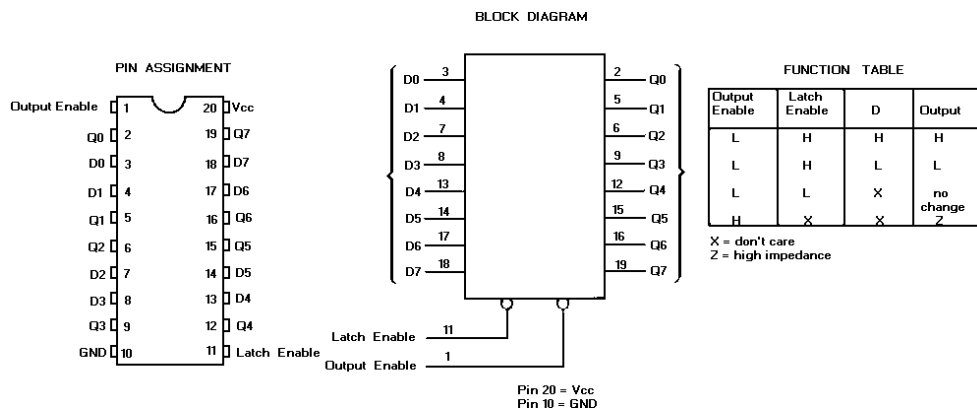 BLOCK DIAGRAM
PIN ASSIGNMENT
Output Enable 1 20 Vcc
Q0 2 19 Q7
D0 3 18 D7
D1 4 17 D6
Q1 5 16 Q6
Q2 6 15 Q5
D2 7 14 D5
D3 8 13 D4
Q3 9 12 Q4
GND 10 11 Latch Enable
D0 3 2 Q0
D1 4 5 Q1
D2 7 6 Q2
D3 8 9 Q3
D4 13 12 Q4
D5 14 15 Q5
D6 17 16 Q6
D7 18 19 Q7
Latch Enable 11
Output Enable 1
Pin 20 = Vcc
Pin 10 = GND
FUNCTION TABLE
Output Latch
Enable Enable D Output
L H H H
L H L L
L L X no
change
H X X Z
X = don't care
Z = high impedance